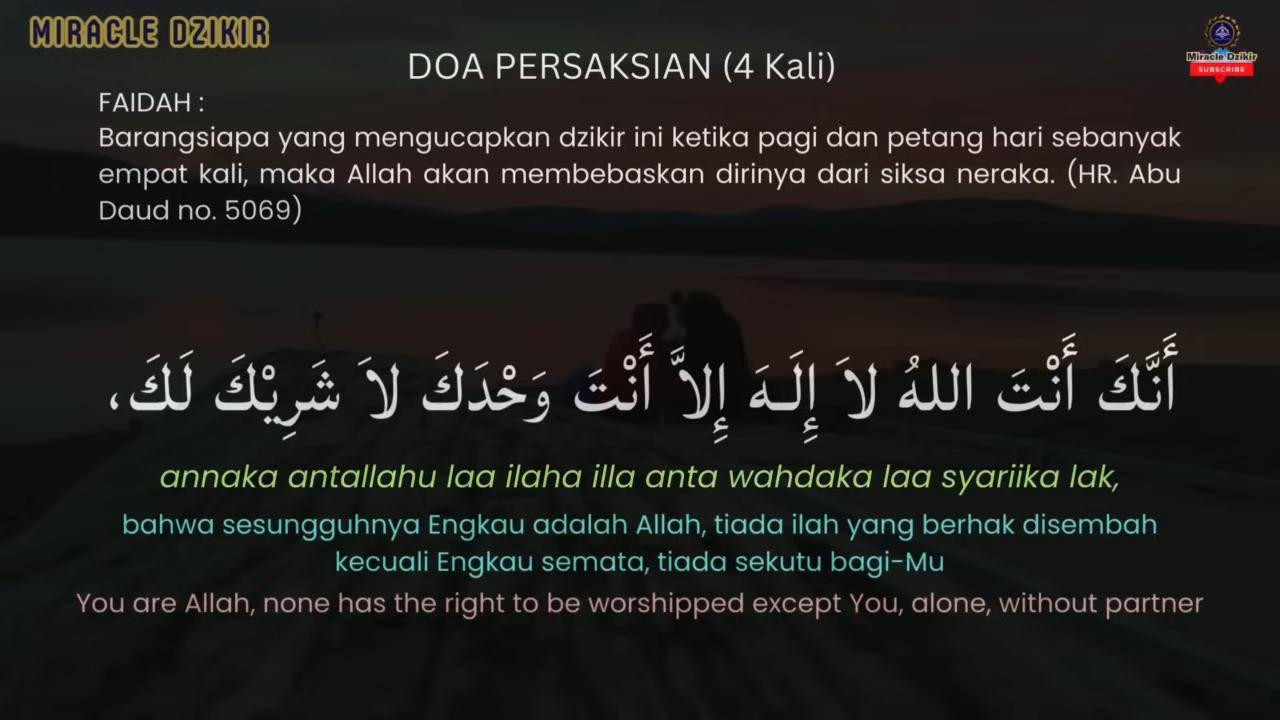 MIRACLE DZIKIR
Miracle Dzikir
SUBSCRIBE
DOA PERSAKSIAN (4 Kali)
FAIDAH :
Barangsiapa yang mengucapkan dzikir ini ketika pagi dan petang hari sebanyak
empat kali, maka Allah akan membebaskan dirinya dari siksa neraka. (HR. Abu
Daud no. 5069)
أَنَّكَ أَنْتَ اللهُ لاَ إِلَـهَ إِلاَّ أَنْتَ وَحْدَكَ لاَ شَرِيْكَ لَكَ،
annaka antallahu laa ilaha illa anta wahdaka laa syariika lak,
bahwa sesungguhnya Engkau adalah Allah, tiada ilah yang berhak disembah
kecuali Engkau semata, tiada sekutu bagi-Mu
You are Allah, none has the right to be worshipped except You, alone, without partner